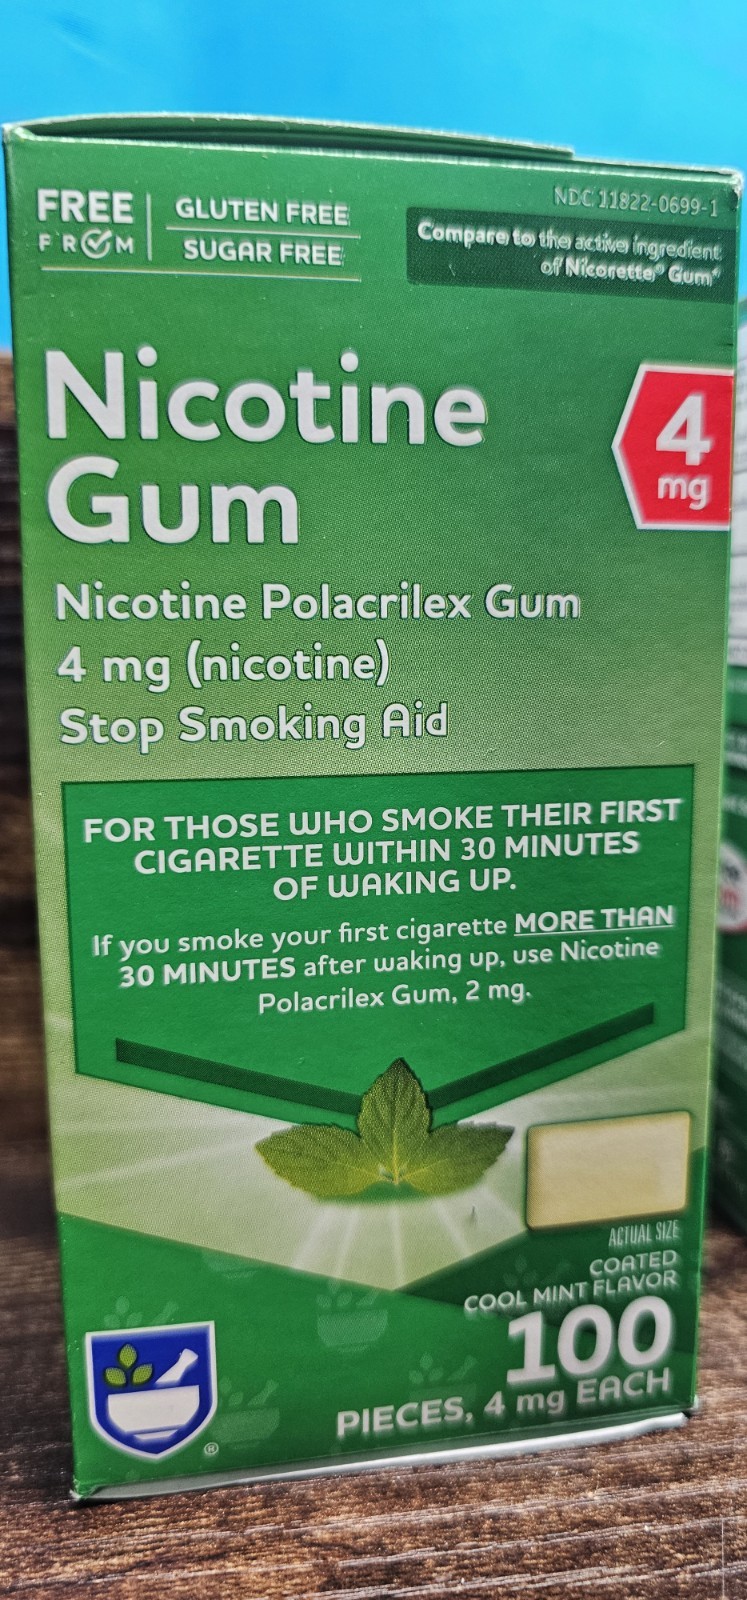 FREE
FROM
GLUTEN FREE
SUGAR FREE
NDC 11822-0699-1
Compare to the active ingredient
of Nicorette® Gum*
Nicotine
Gum
4
mg
Nicotine Polacrilex Gum
4 mg (nicotine)
Stop Smoking Aid
FOR THOSE WHO SMOKE THEIR FIRST
CIGARETTE WITHIN 30 MINUTES
OF WAKING UP.
If you smoke your first cigarette MORE THAN
30 MINUTES after waking up, use Nicotine
Polacrilex Gum, 2 mg.
ACTUAL SIZE
COATED
COOL MINT FLAVOR
100
PIECES, 4 mg EACH
®